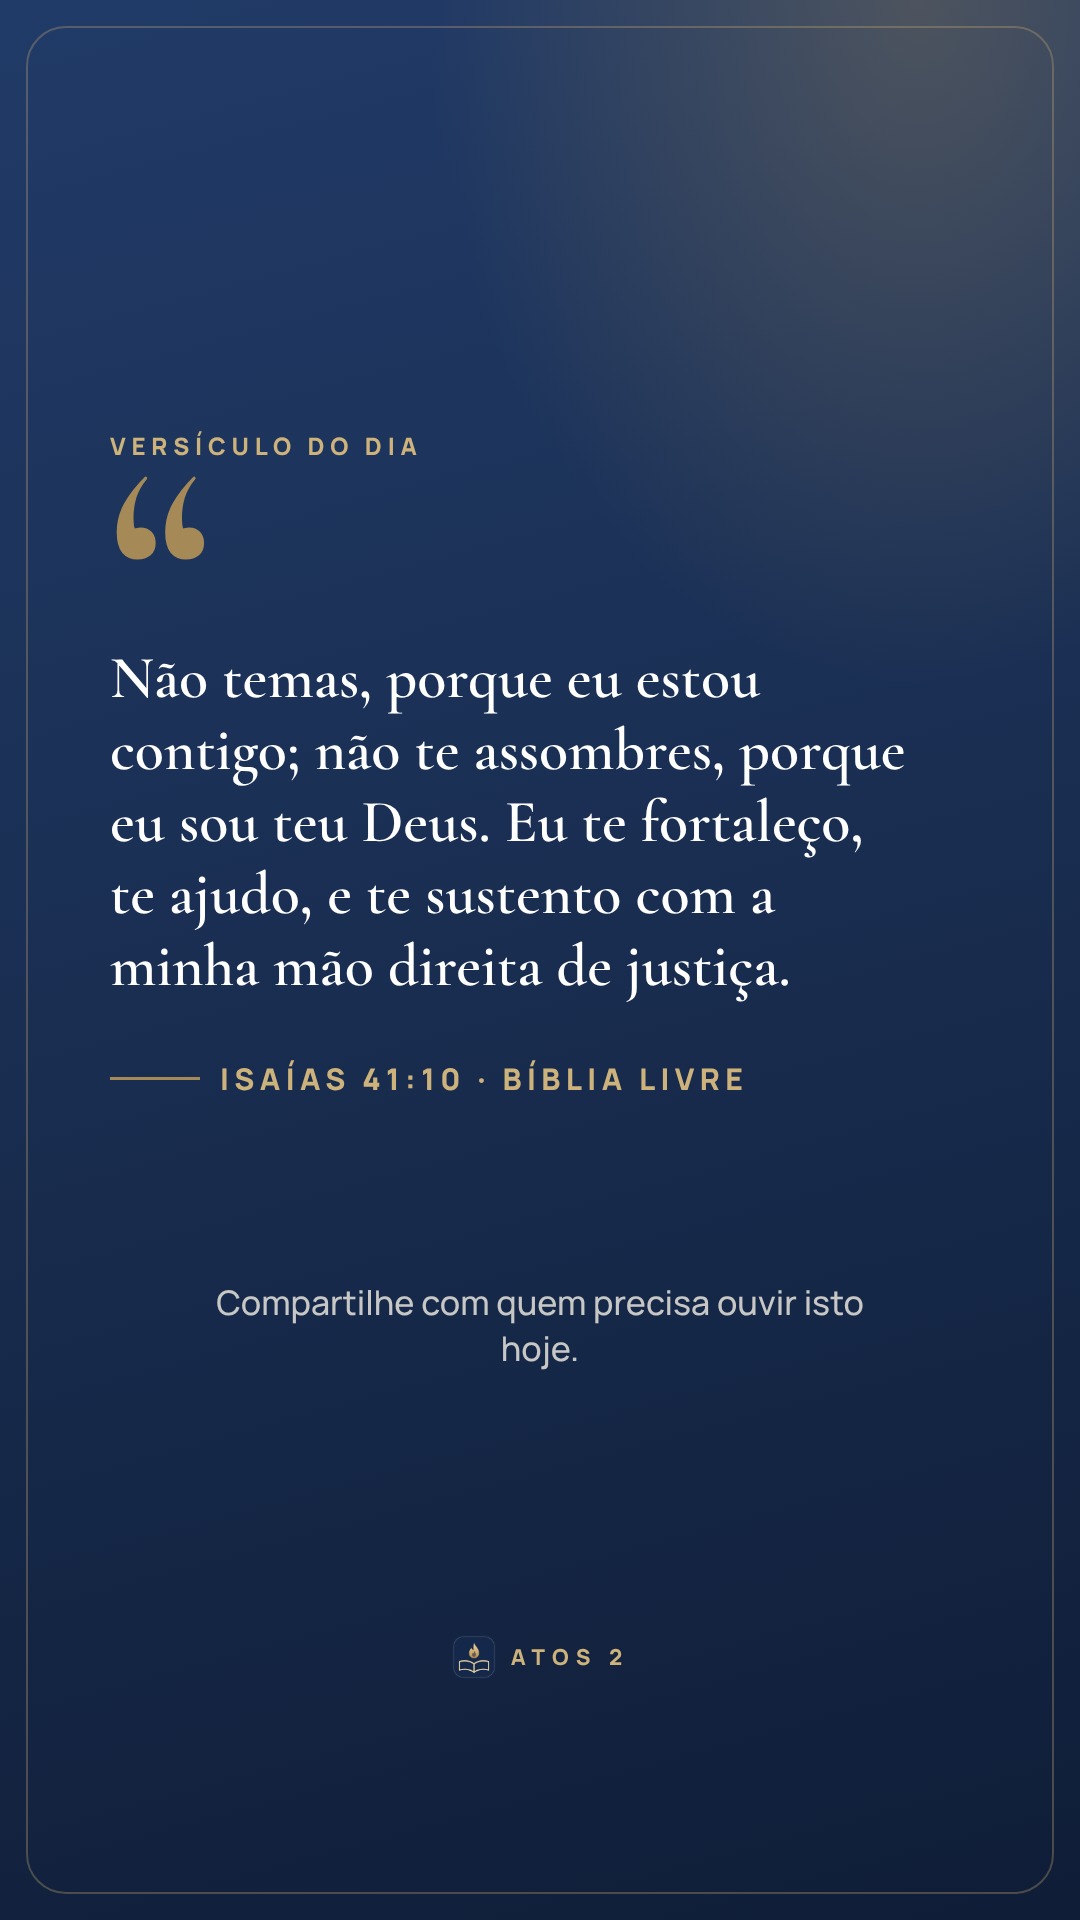 VERSÍCULO DO DIA
“
Não temas, porque eu estou
contigo; não te assombres, porque
eu sou teu Deus. Eu te fortaleço,
te ajudo, e te sustento com a
minha mão direita de justiça.
ISAÍAS 41:10 · BÍBLIA LIVRE
Compartilhe com quem precisa ouvir isto
hoje.
ATOS 2